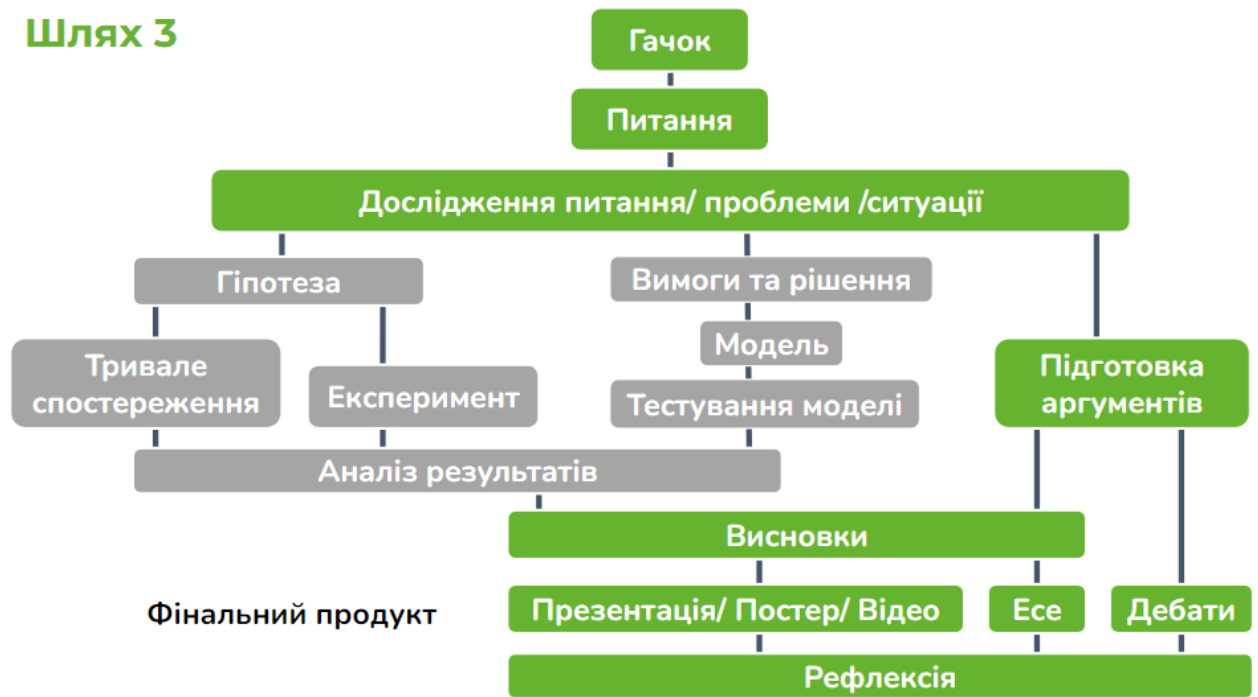 Шлях 3
Гачок
Питання
Дослідження питання/ проблеми /ситуації
Гіпотеза
Вимоги та рішення
Модель
Тривале
спостереження
Експеримент
Тестування моделі
Підготовка
аргументів
Аналіз результатів
Висновки
Фінальний продукт
Презентація/ Постер/ Відео
Есе
Дебати
Рефлексія